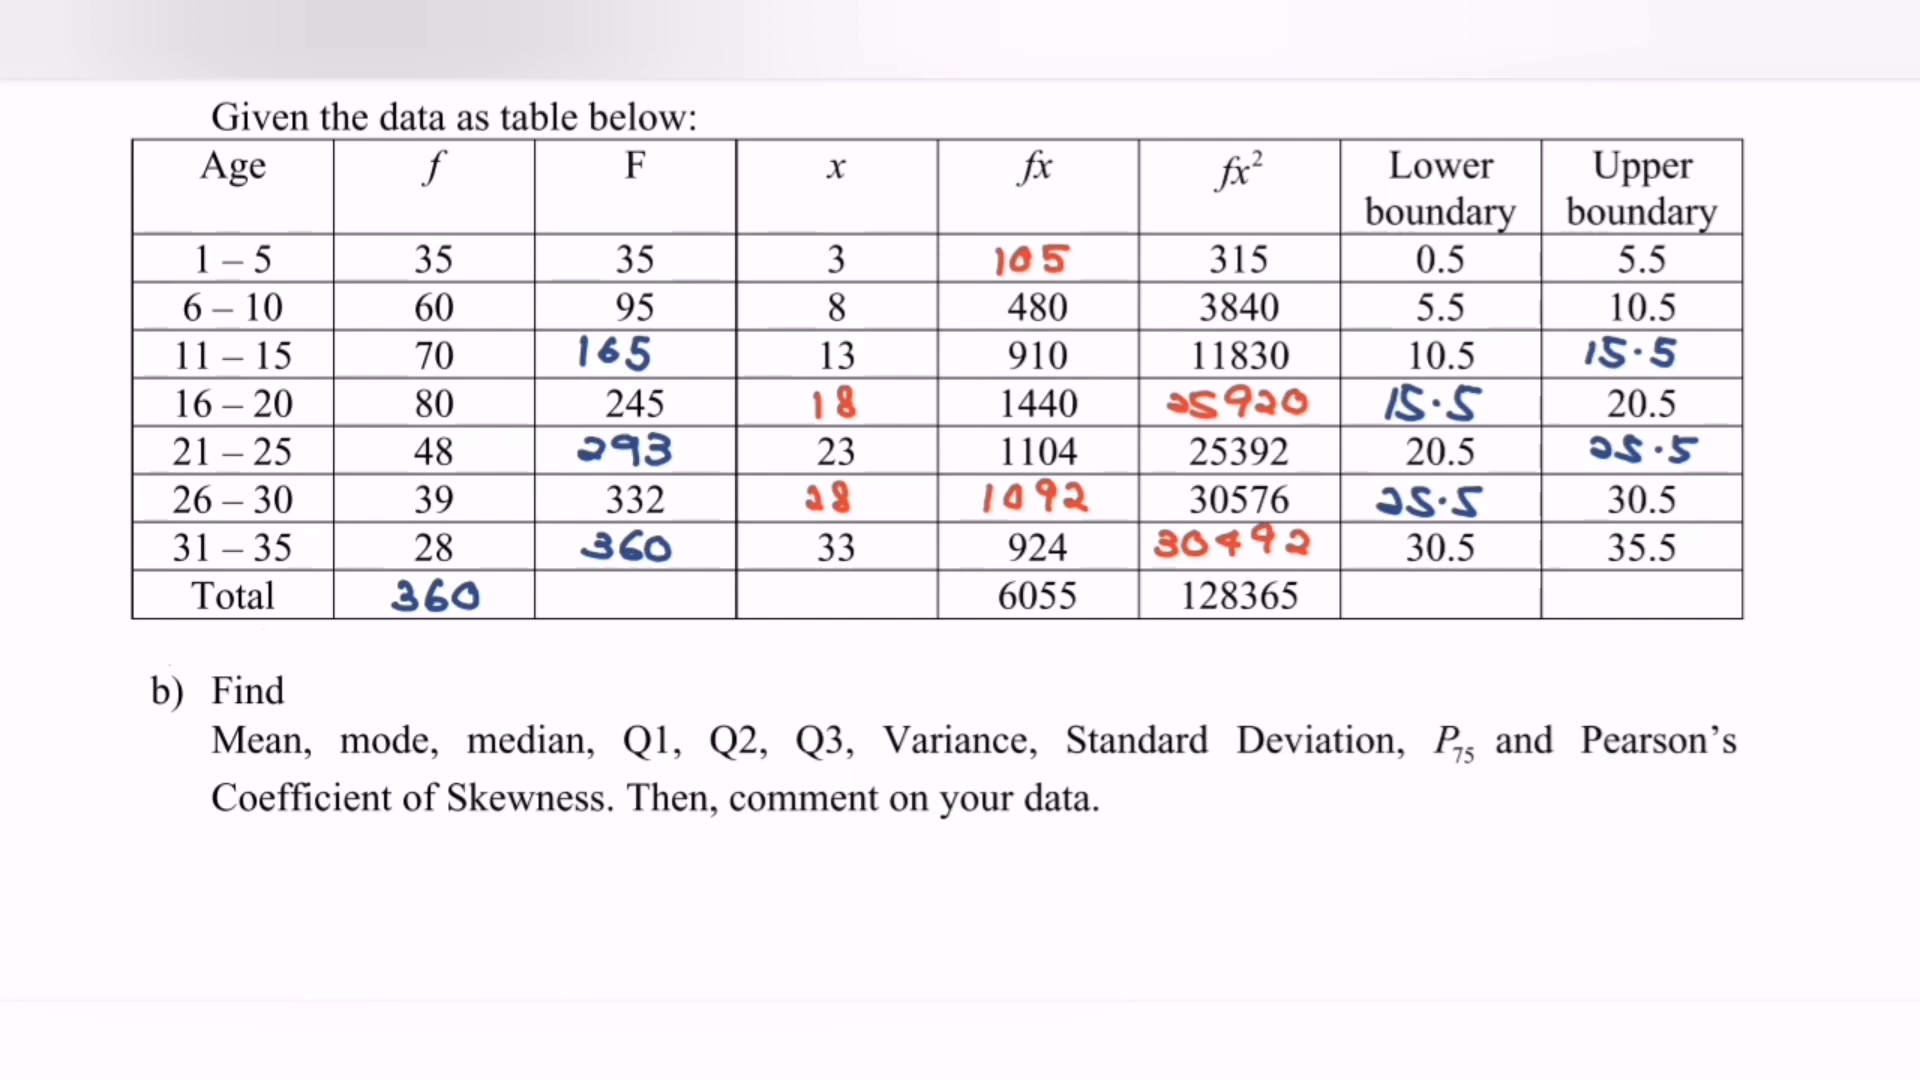 Given the data as table below:
Age f F x fx fx² Lower boundary Upper boundary
1 – 5 35 35 3 105 315 0.5 5.5
6 – 10 60 95 8 480 3840 5.5 10.5
11 – 15 70 165 13 910 11830 10.5 15.5
16 – 20 80 245 18 1440 25920 15.5 20.5
21 – 25 48 293 23 1104 25392 20.5 25.5
26 – 30 39 332 28 1092 30576 25.5 30.5
31 – 35 28 360 33 924 30492 30.5 35.5
Total 360 6055 128365
b) Find
Mean, mode, median, Q1, Q2, Q3, Variance, Standard Deviation, P₇₅ and Pearson’s
Coefficient of Skewness. Then, comment on your data.